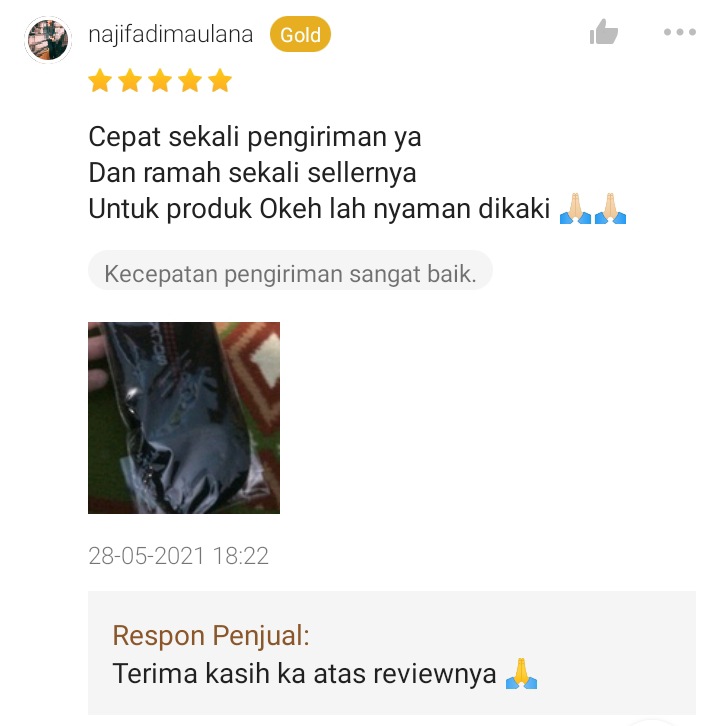 najifadimaulana Gold
Cepat sekali pengiriman ya
Dan ramah sekali sellernya
Untuk produk Okeh lah nyaman dikaki 🙏🏻🙏🏻
Kecepatan pengiriman sangat baik.
28-05-2021 18:22
Respon Penjual:
Terima kasih ka atas reviewnya 🙏